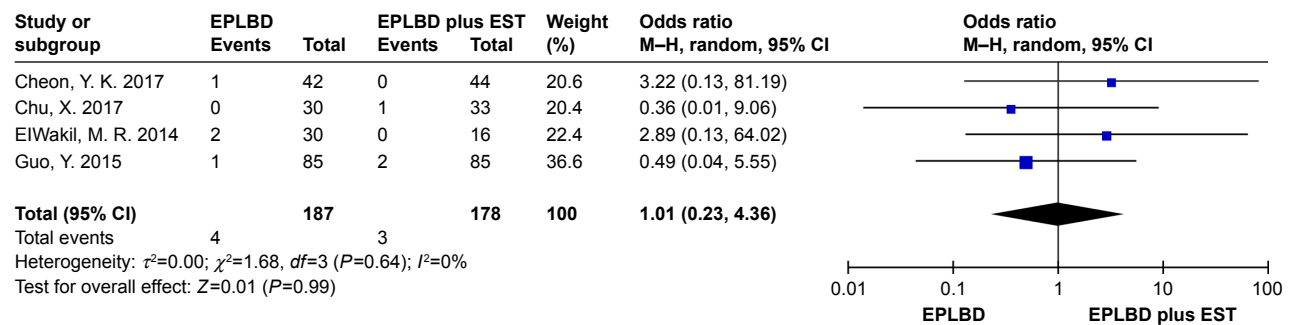 Study or EPLBD EPLBD plus EST Weight Odds ratio Odds ratio
subgroup Events Total Events Total (%) M–H, random, 95% CI M–H, random, 95% CI
Cheon, Y. K. 2017 1 42 0 44 20.6 3.22 (0.13, 81.19)
Chu, X. 2017 0 30 1 33 20.4 0.36 (0.01, 9.06)
ElWakil, M. R. 2014 2 30 0 16 22.4 2.89 (0.13, 64.02)
Guo, Y. 2015 1 85 2 85 36.6 0.49 (0.04, 5.55)
Total (95% CI) 187 178 100 1.01 (0.23, 4.36)
Total events 4 3
Heterogeneity: τ²=0.00; χ²=1.68, df=3 (P=0.64); I²=0%
Test for overall effect: Z=0.01 (P=0.99)
0.01 0.1 1 10 100
EPLBD EPLBD plus EST